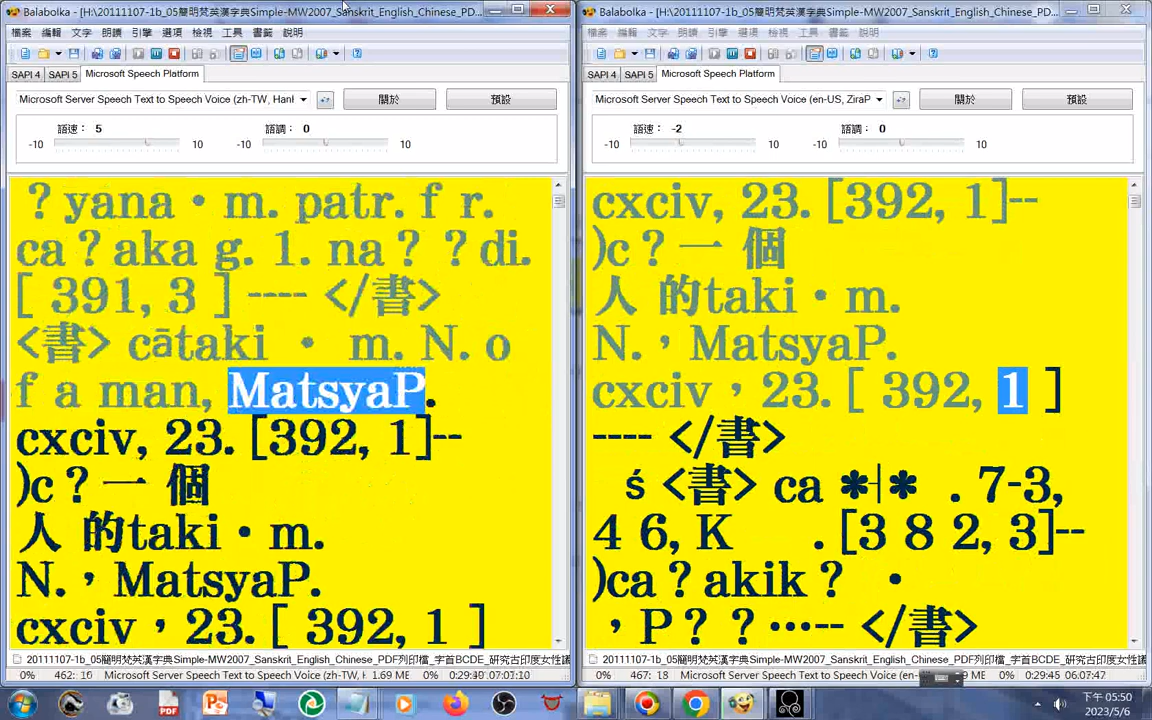 Balabolka - [H:\20111107-1b_05簡明梵英漢字典Simple-MW2007_Sanskrit_English_Chinese_PD...
檔案 編輯 文字 朗讀 引擎 選項 檢視 工具 書籤 說明
SAPI 4 SAPI 5 Microsoft Speech Platform
Microsoft Server Speech Text to Speech Voice (zh-TW, HanH
關於 預設
語速： 5 語調： 0
-10 10 -10 10
？yana・m. patr. f r.
ca？aka g. 1. na？ ？di.
[ 391, 3 ] ---- </書>
<書> cātaki ・ m. N. o
f a man, MatsyaP.
cxciv, 23. [392, 1]--
)c？一 個
人 的taki・m.
N.，MatsyaP.
cxciv，23. [ 392, 1 ]
20111107-1b_05簡明梵英漢字典Simple-MW2007_Sanskrit_English_Chinese_PDF列印檔_字首BCDE_研究古印度女性議
0% 462: 16 Microsoft Server Speech Text to Speech Voice (zh-TW, H 1.69 ME 0% 0:29:49/07:01:10
Balabolka - [H:\20111107-1b_05簡明梵英漢字典Simple-MW2007_Sanskrit_English_Chinese_PD...
檔案 編輯 文字 朗讀 引擎 選項 檢視 工具 書籤 說明
SAPI 4 SAPI 5 Microsoft Speech Platform
Microsoft Server Speech Text to Speech Voice (en-US, ZiraP
關於 預設
語速： -2 語調： 0
-10 10 -10 10
cxciv, 23. [392, 1]--
)c？一 個
人 的taki・m.
N.，MatsyaP.
cxciv，23. [ 392, 1 ]
---- </書>
ś <書> ca ** . 7-3,
4 6, K . [3 8 2, 3]--
)ca？akik？ ・
，P？？…-- </書>
20111107-1b_05簡明梵英漢字典Simple-MW2007_Sanskrit_English_Chinese_PDF列印檔_字首BCDE_研究古印度女性議
0% 467: 18 Microsoft Server Speech Text to Speech Voice (en-US, ME 0% 0:29:45/06:07:47
PDF
下午 05:50
2023/5/6